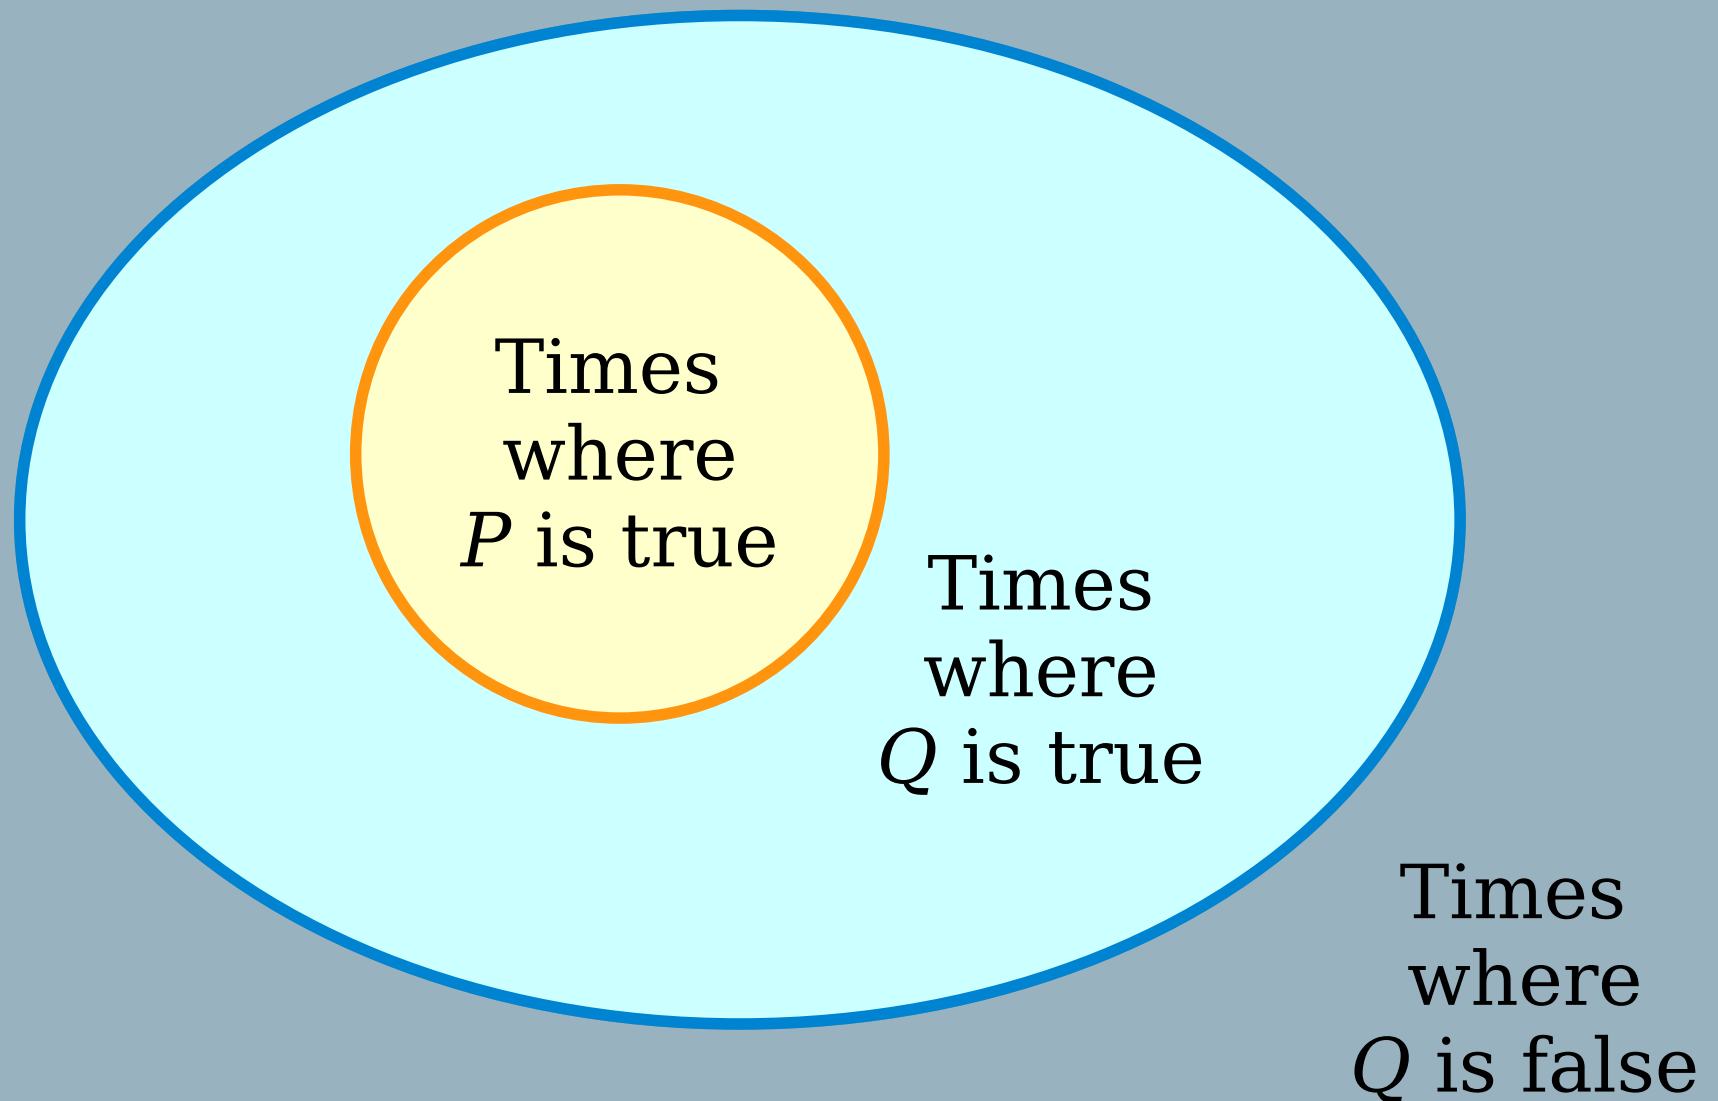 Times
where
P is true
Times
where
Q is true
Times
where
Q is false